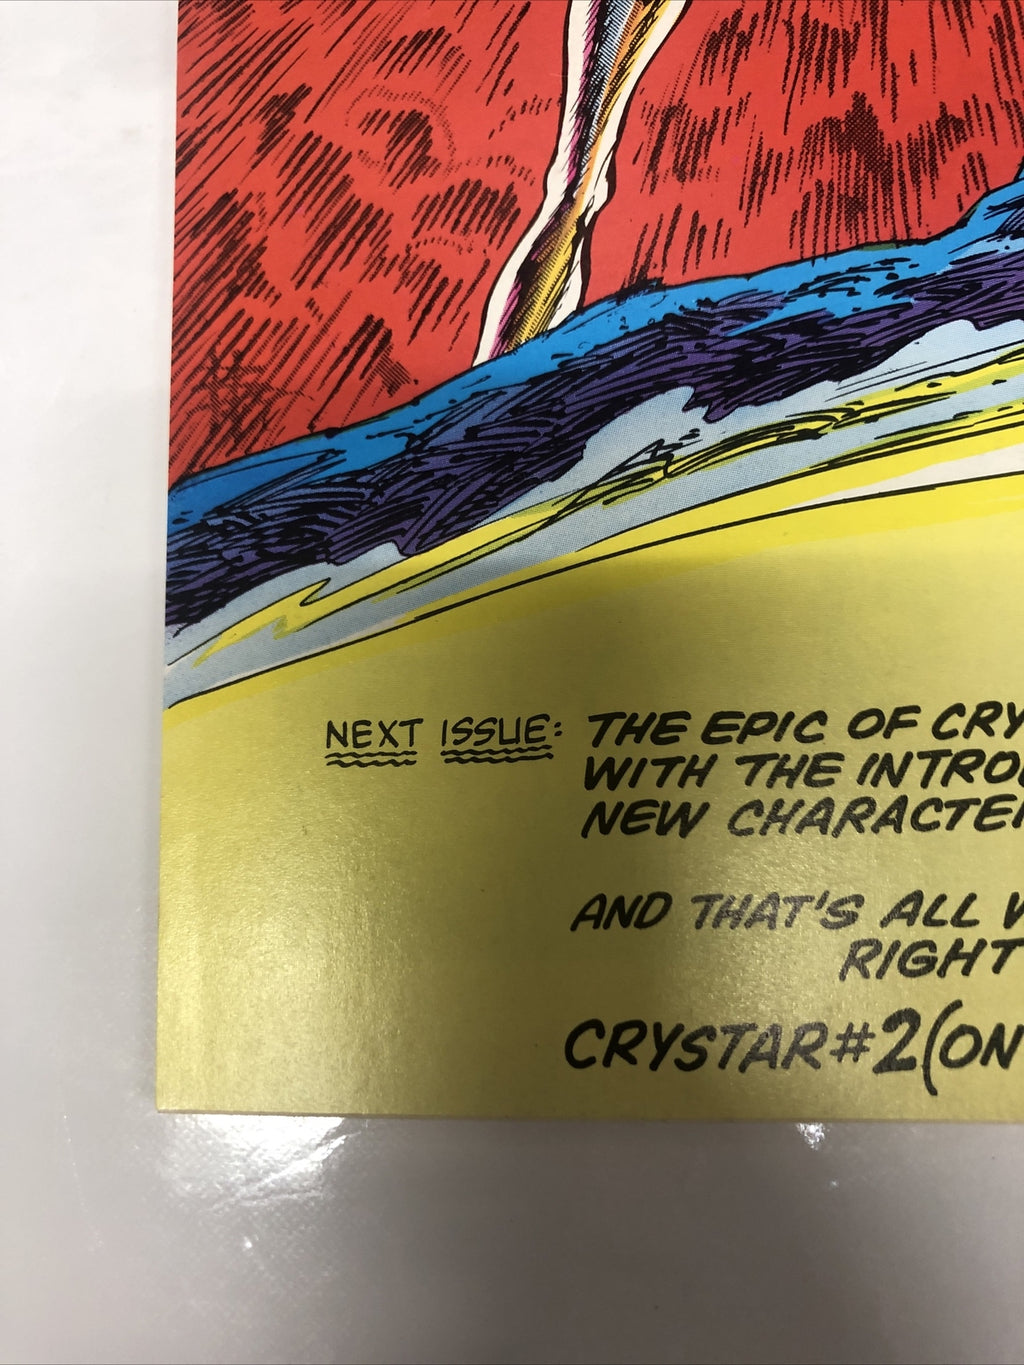 NEXT ISSUE: THE EPIC OF CRY
WITH THE INTRO
NEW CHARACTE
AND THAT'S ALL
RIGHT
CRYSTAR #2 (ON